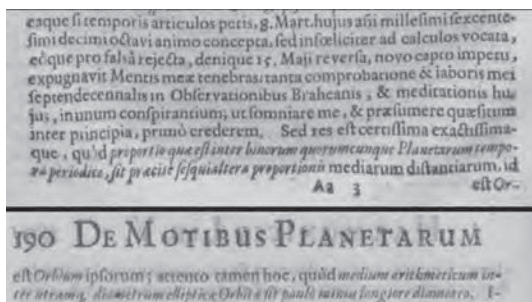 eaque si temporis articulos petis, 8. Mart. hujus anni millesimi sexcente-
simi decimi octavi animo concepta, sed infœliciter ad calculos vocata,
eóque pro falsâ rejecta, denique 15. Maji reversa, novo capto impetu,
expugnavit Mentis meæ tenebras; tanta comprobatione & laboris mei
septendecennalis in Observationibus Braheanis, & meditationis hu-
jus, in unum conspirantium; ut somniare me, & præsumere quæsitum
inter principia, primò crederem. Sed res est certissima exactissima-
que, quòd proportio quæ est inter binorum quorumcunque Planetarum tempo-
ra periodica, sit præcisè sesquialtera proportionis mediarum distantiarum, id
Aa 3 est Or-
190 DE MOTIBUS PLANETARUM
est Orbium ipsorum; attento tamen hoc, quòd medium arithmeticum in-
ter utramq; diametrum ellipticæ Orbitæ sit paulò minus longiore diametro. I-